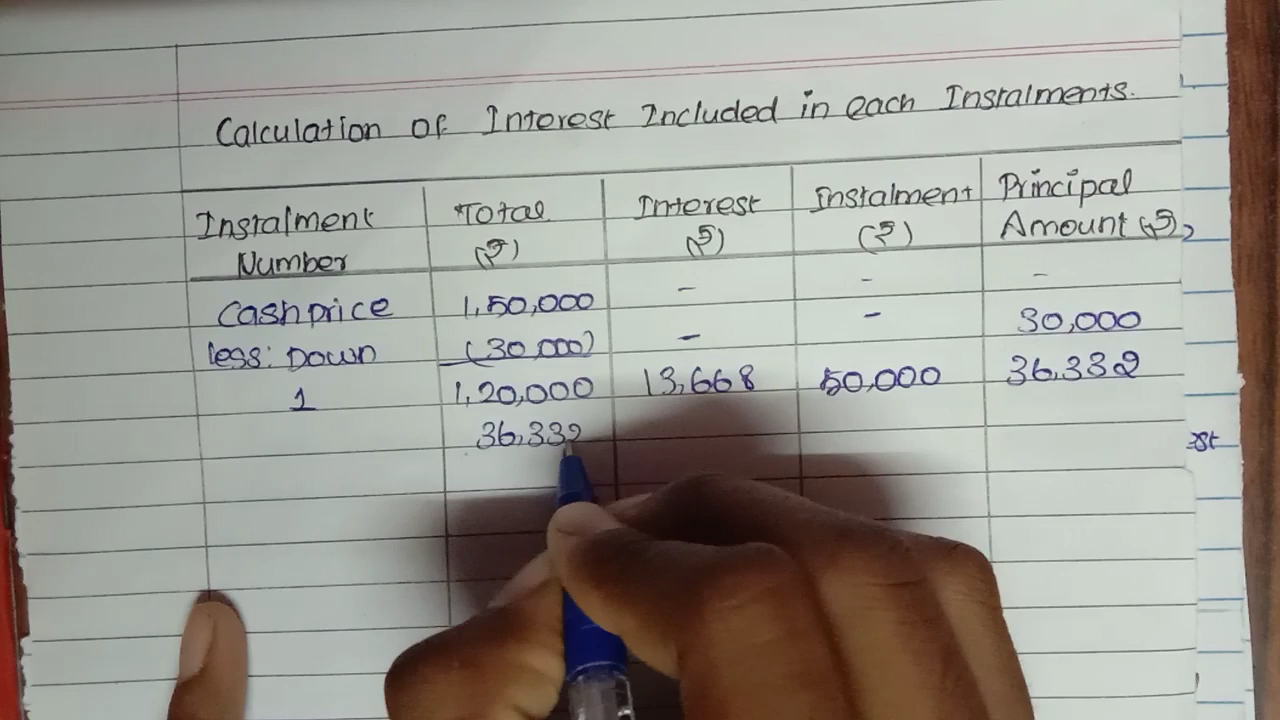 Calculation of Interest Included in each Instalments.
Instalment Number Total (₹) Interest (₹) Instalment (₹) Principal Amount (₹)
Cash price 1,50,000 - - -
less: Down (30,000) - - 30,000
1 1,20,000 13,668 50,000 36,332
36,332